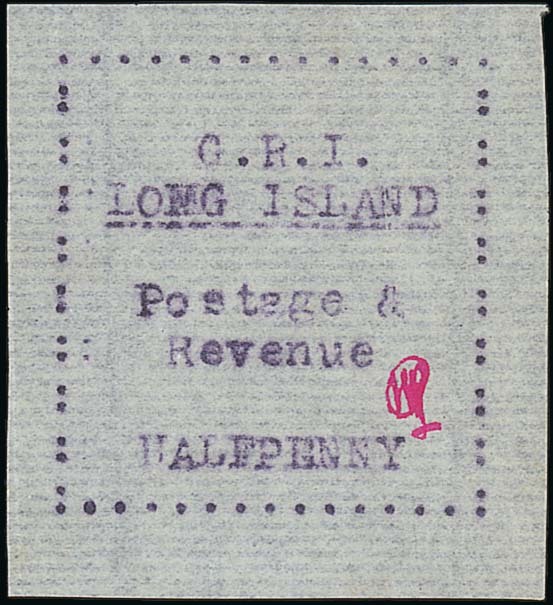 G.R.I.
LONG ISLAND
Postage &
Revenue
HALFPENNY